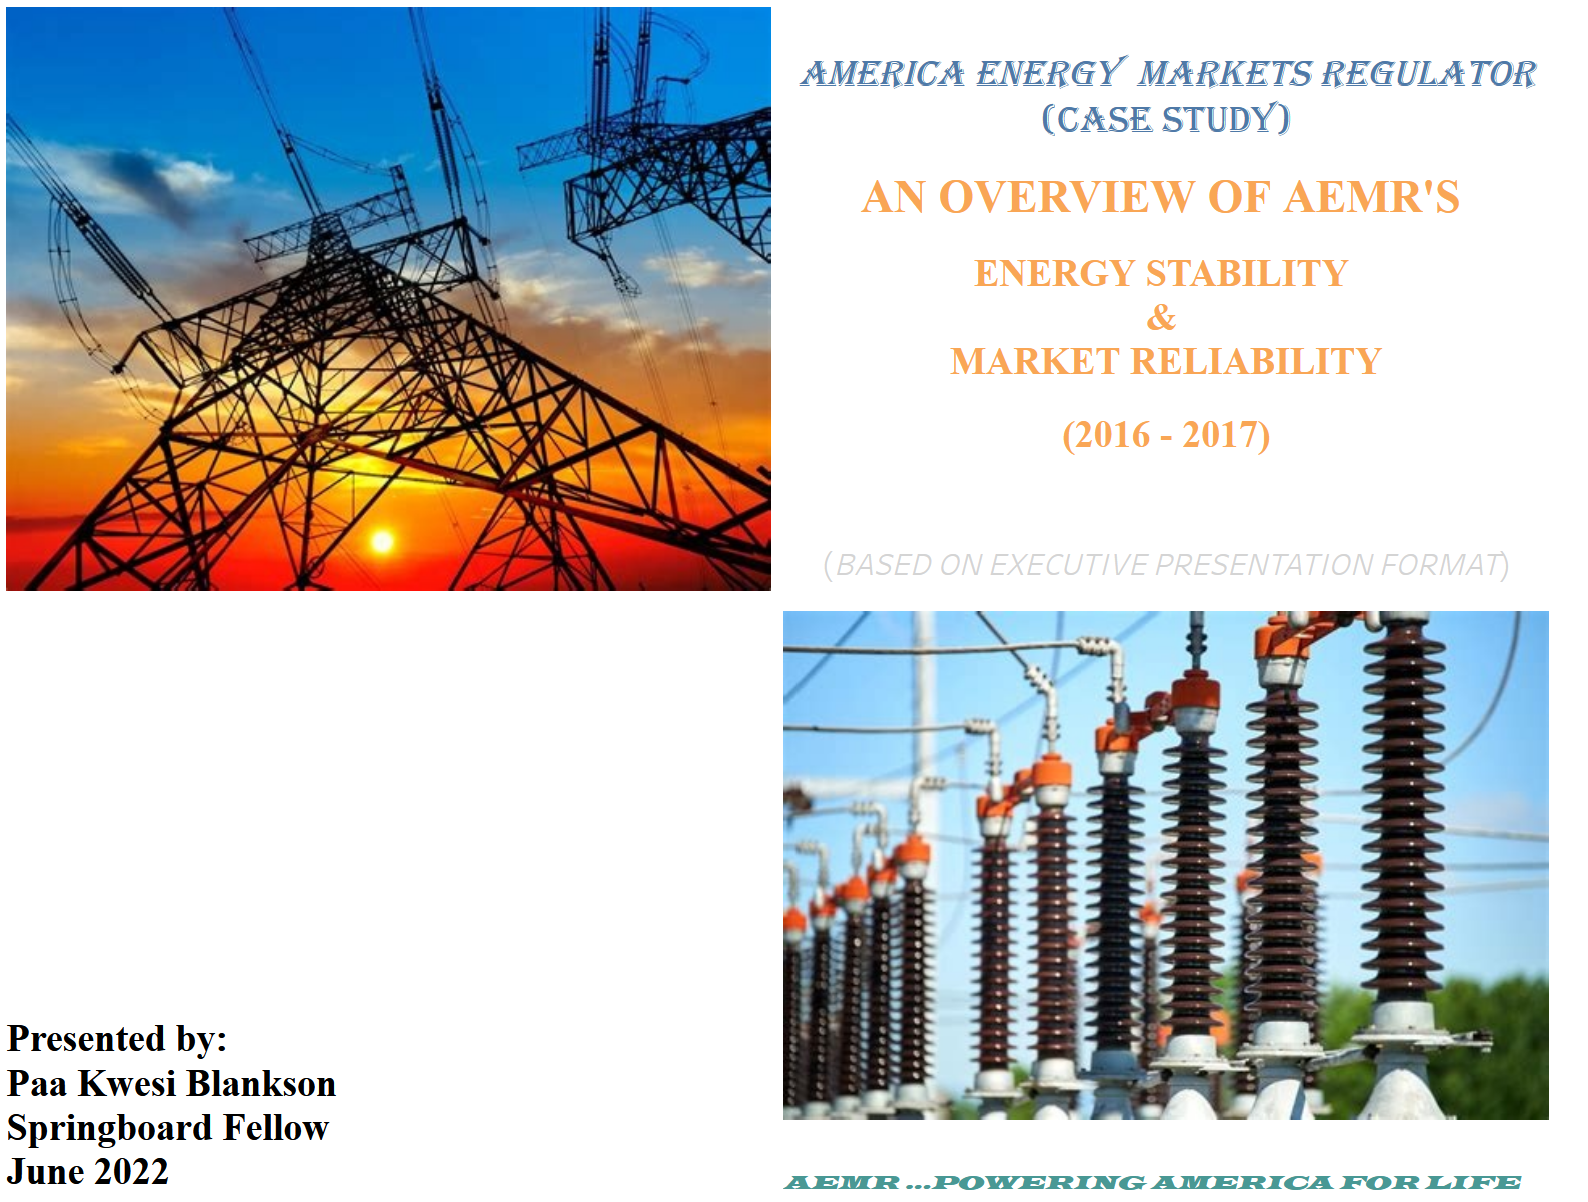 AMERICA ENERGY MARKETS REGULATOR
(CASE STUDY)
AN OVERVIEW OF AEMR'S
ENERGY STABILITY
&
MARKET RELIABILITY
(2016 - 2017)
(BASED ON EXECUTIVE PRESENTATION FORMAT)
Presented by:
Paa Kwesi Blankson
Springboard Fellow
June 2022
AEMR ...POWERING AMERICA FOR LIFE